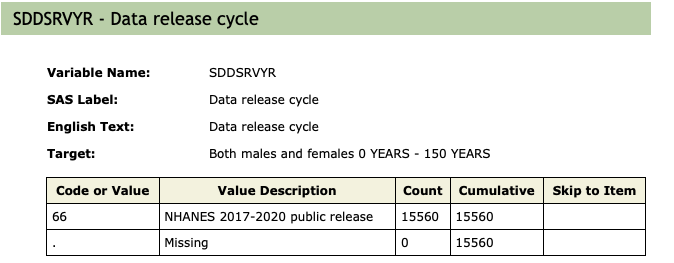 SDDSRVYR - Data release cycle
Variable Name: SDDSRVYR
SAS Label: Data release cycle
English Text: Data release cycle
Target: Both males and females 0 YEARS - 150 YEARS
Code or Value Value Description Count Cumulative Skip to Item
66 NHANES 2017-2020 public release 15560 15560
. Missing 0 15560